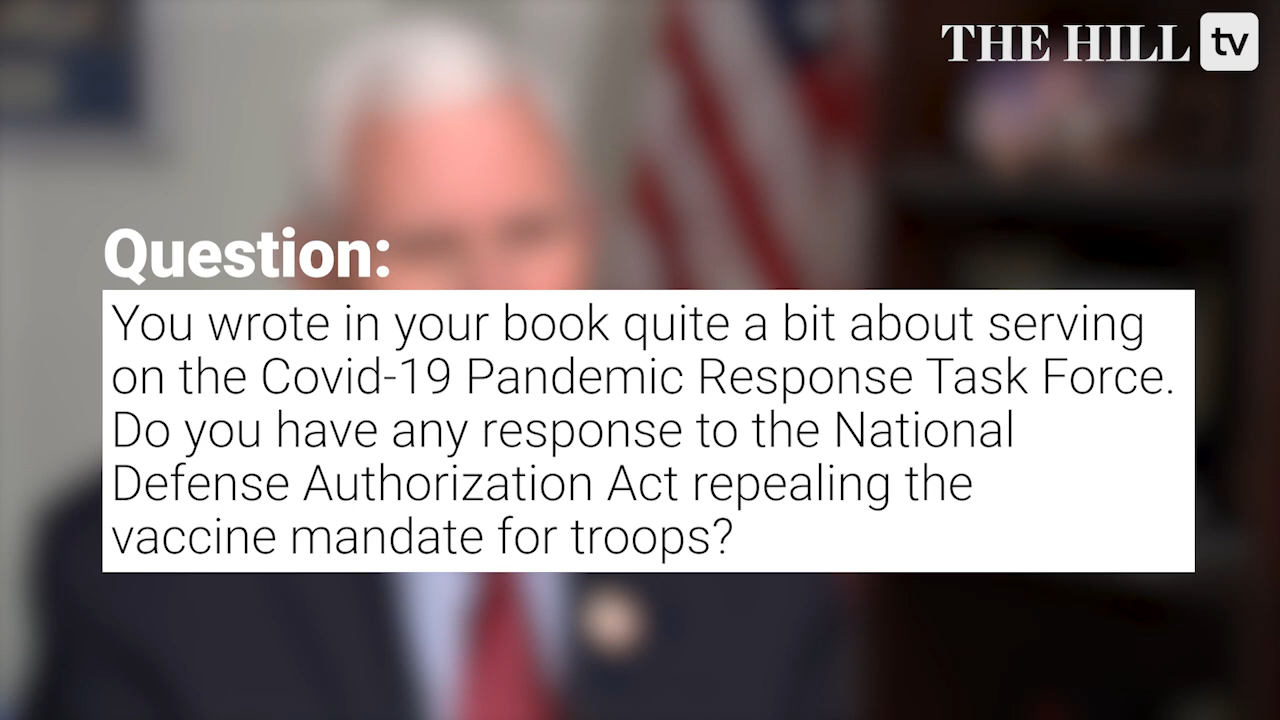 THE HILL tv
Question:
You wrote in your book quite a bit about serving
on the Covid-19 Pandemic Response Task Force.
Do you have any response to the National
Defense Authorization Act repealing the
vaccine mandate for troops?